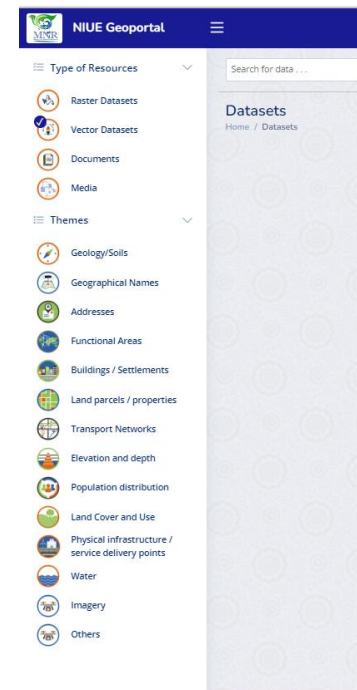 MNR
NIUE Geoportal
Search for data . . .
Datasets
Home / Datasets
Type of Resources
Raster Datasets
Vector Datasets
Documents
Media
Themes
Geology/Soils
Geographical Names
Addresses
Functional Areas
Buildings / Settlements
Land parcels / properties
Transport Networks
Elevation and depth
Population distribution
Land Cover and Use
Physical infrastructure /
service delivery points
Water
Imagery
Others